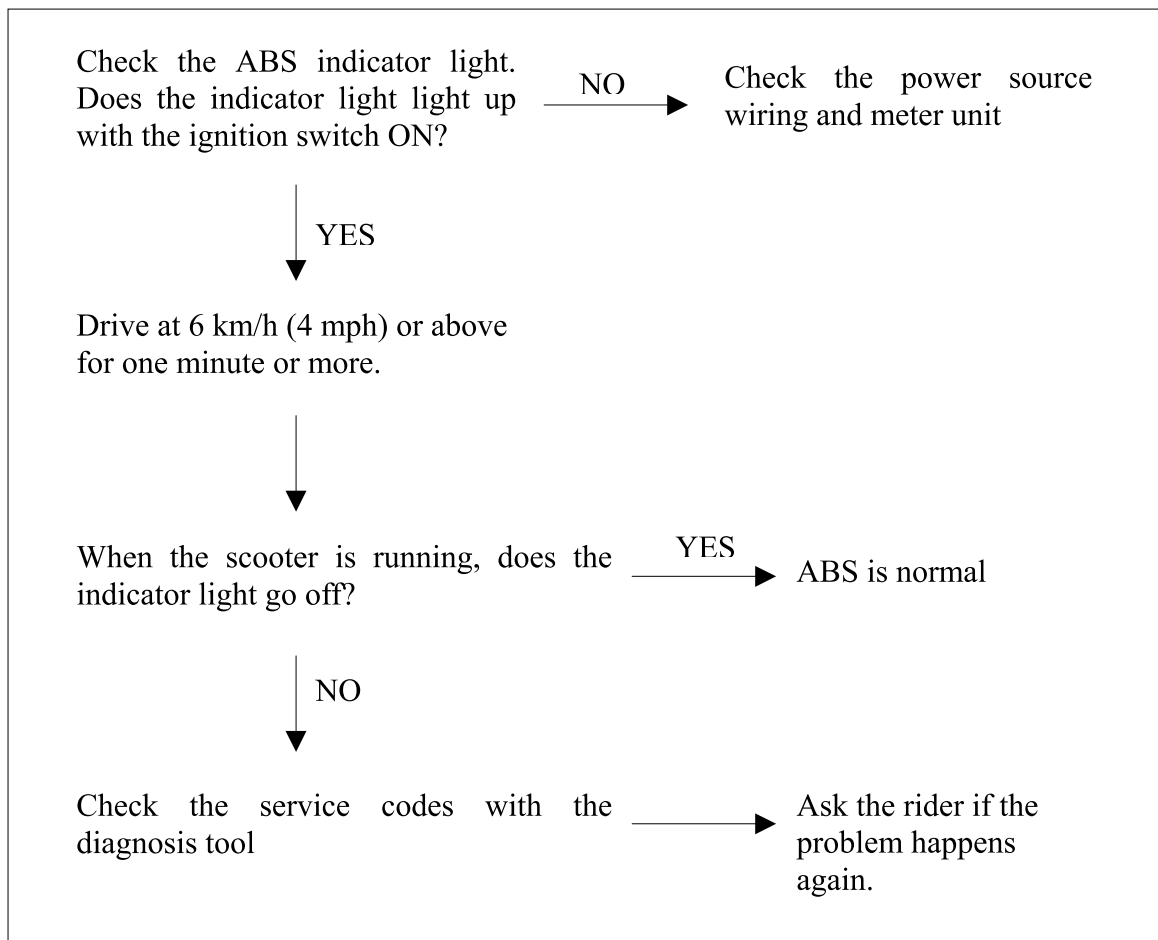 Check the ABS indicator light.
Does the indicator light light up
with the ignition switch ON?
NO
Check the power source
wiring and meter unit
YES
Drive at 6 km/h (4 mph) or above
for one minute or more.
When the scooter is running, does the
indicator light go off?
YES
ABS is normal
NO
Check the service codes with the
diagnosis tool
Ask the rider if the
problem happens
again.